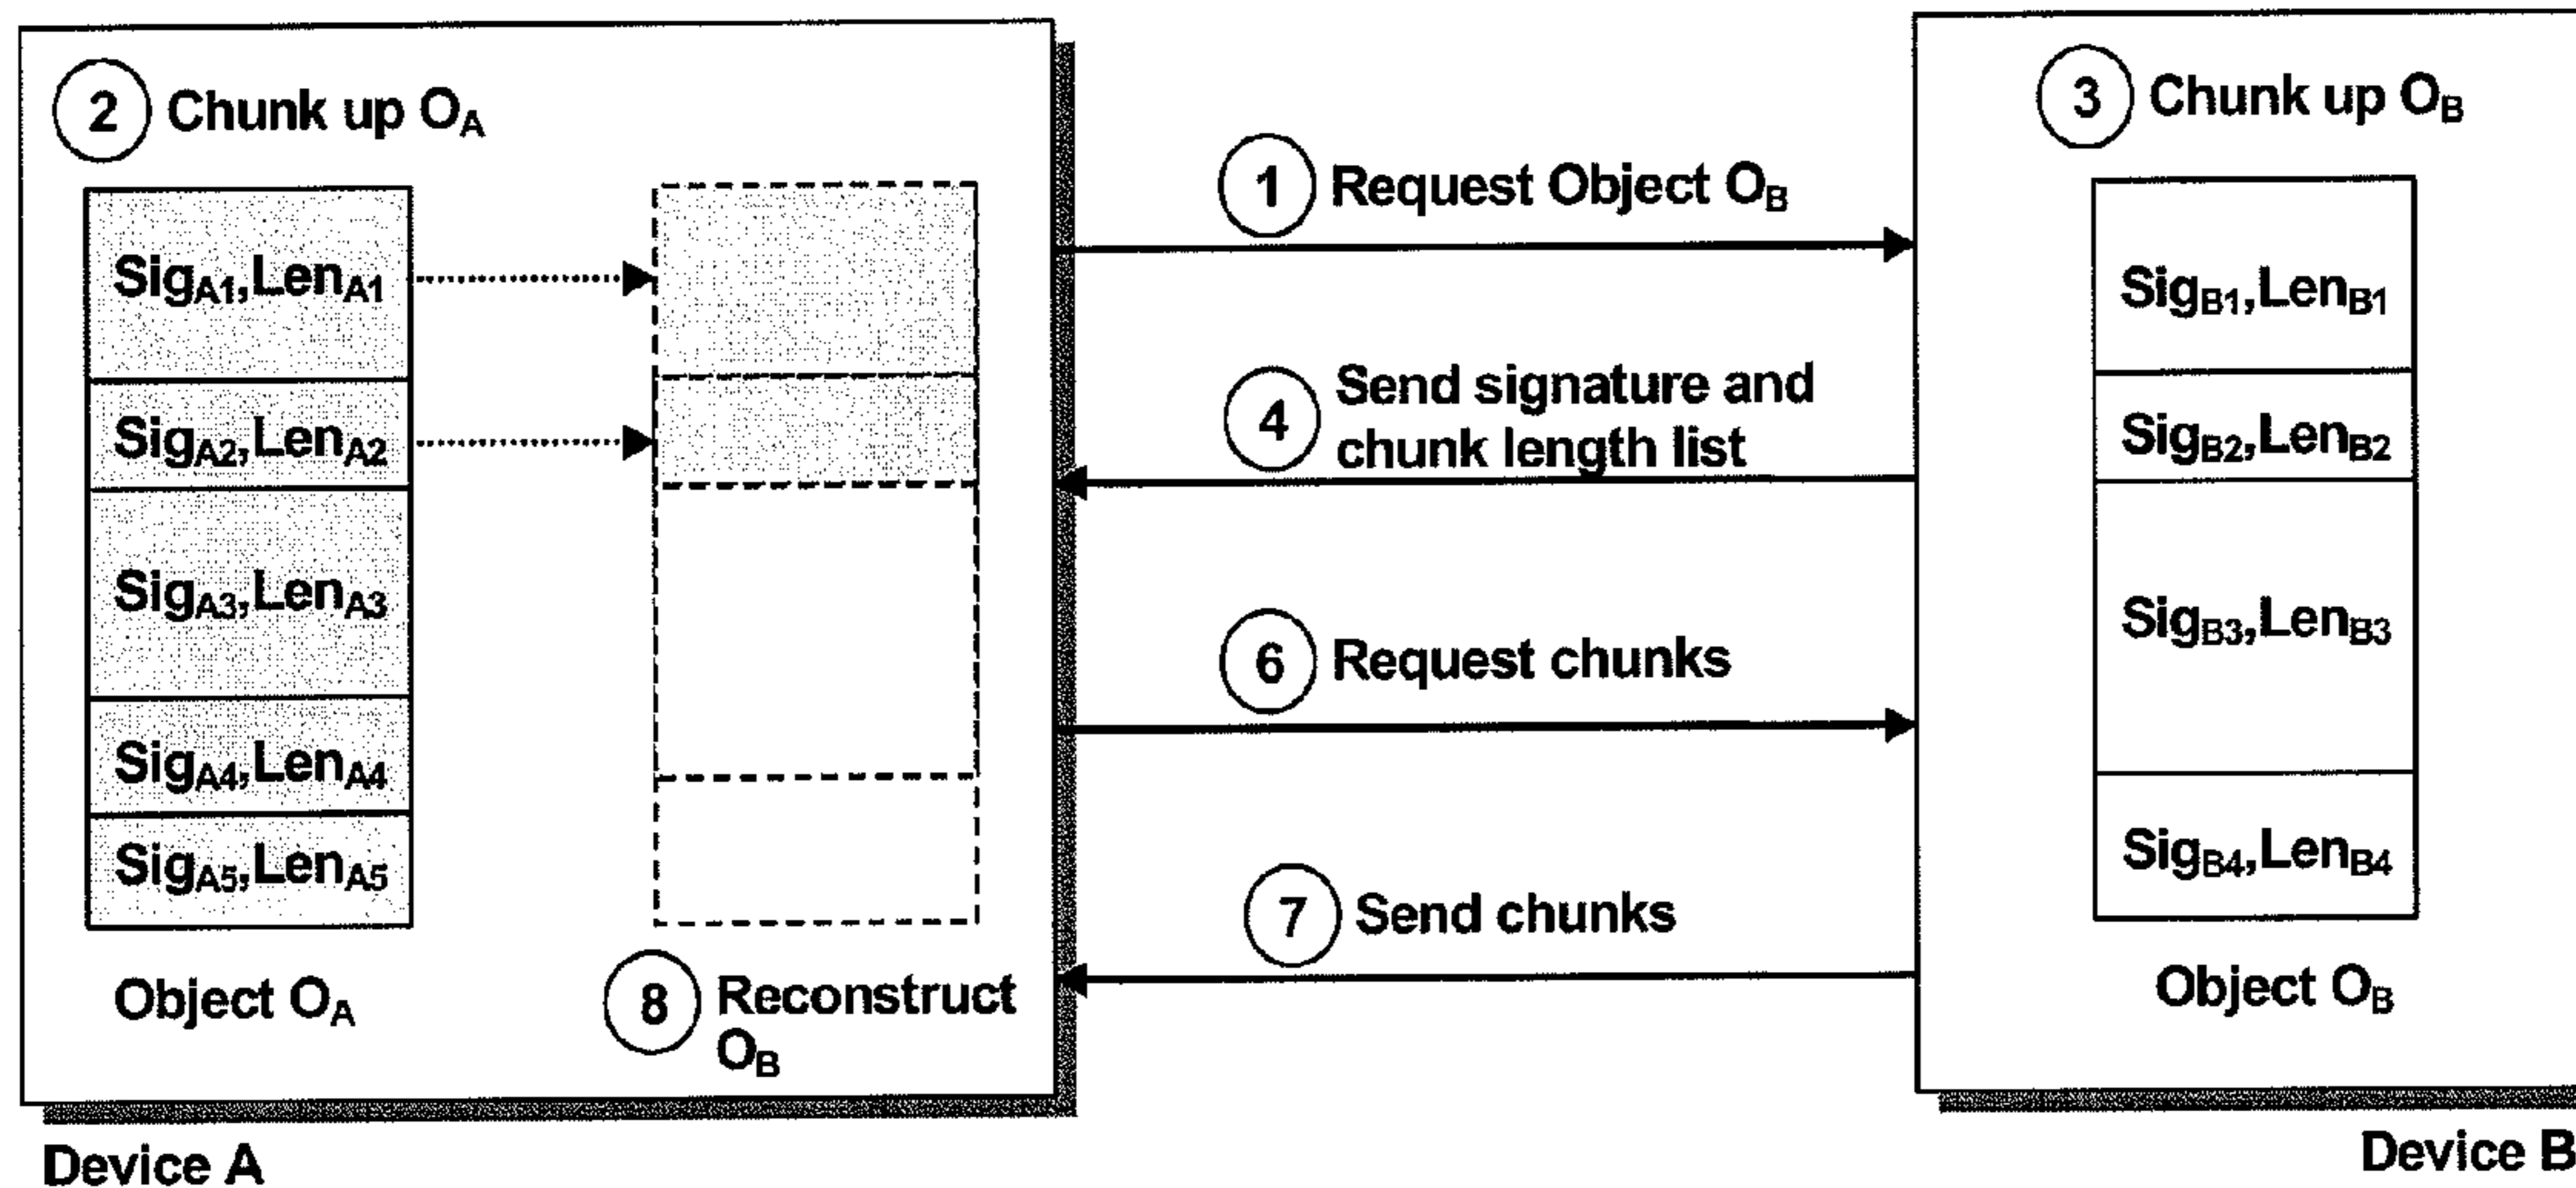 2 Chunk up OA
SigA1,LenA1
SigA2,LenA2
SigA3,LenA3
SigA4,LenA4
SigA5,LenA5
Object OA
8 Reconstruct
OB
Device A
1 Request Object OB
4 Send signature and
chunk length list
6 Request chunks
7 Send chunks
3 Chunk up OB
SigB1,LenB1
SigB2,LenB2
SigB3,LenB3
SigB4,LenB4
Object OB
Device B